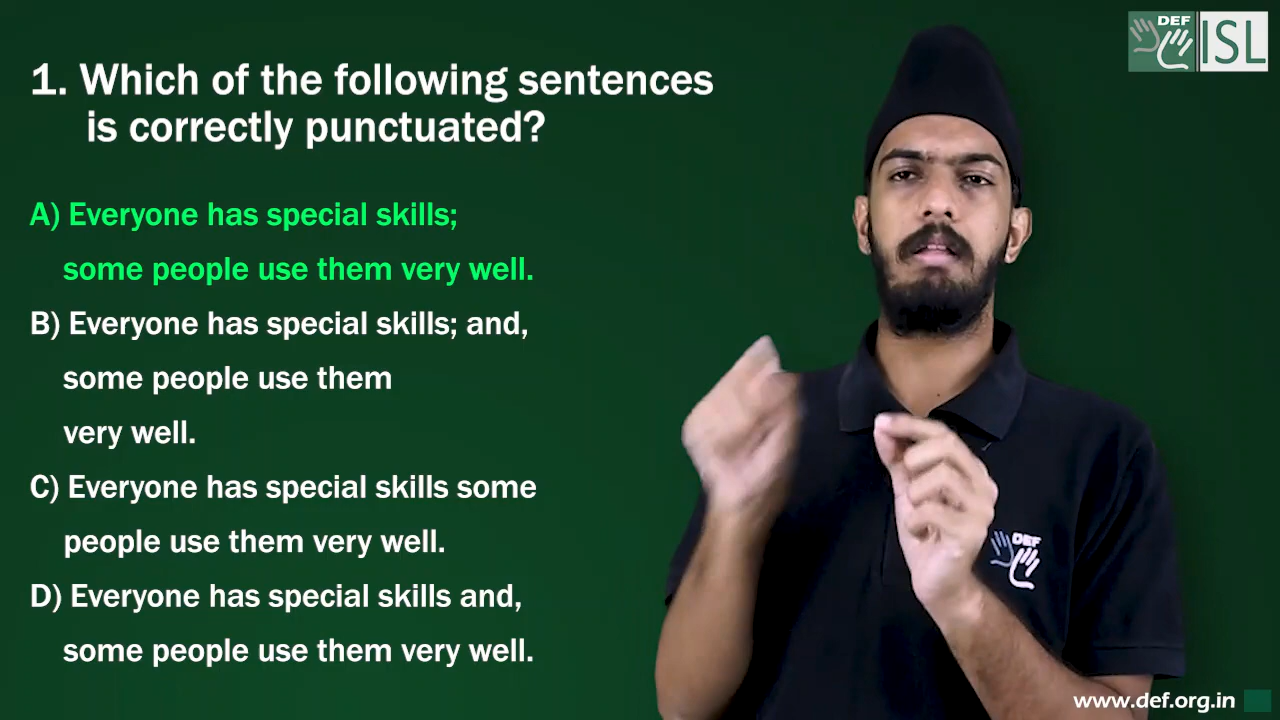 DEF
ISL
1. Which of the following sentences
is correctly punctuated?
A) Everyone has special skills;
some people use them very well.
B) Everyone has special skills; and,
some people use them
very well.
C) Everyone has special skills some
people use them very well.
D) Everyone has special skills and,
some people use them very well.
DEF
www.def.org.in